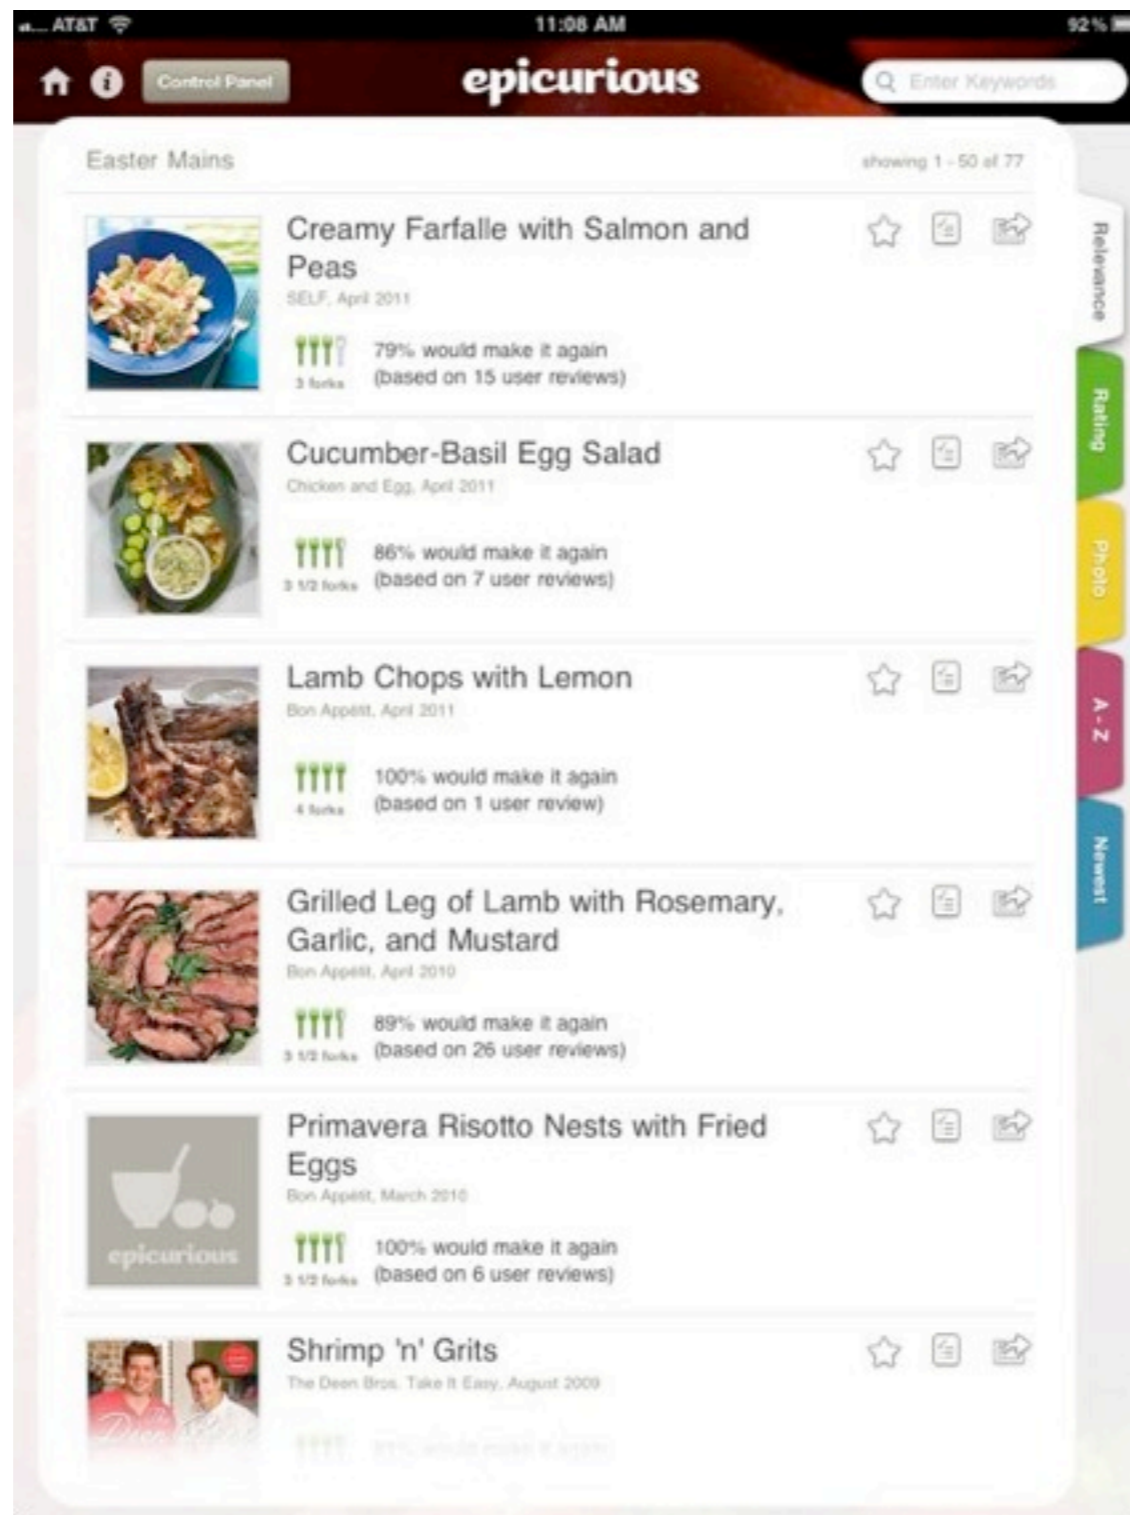 AT&T 11:08 AM 92%
Control Panel epicurious Enter Keywords
Easter Mains showing 1 - 50 of 77
Creamy Farfalle with Salmon and
Peas
SELF, April 2011
3 forks
79% would make it again
(based on 15 user reviews)
Cucumber-Basil Egg Salad
Chicken and Egg, April 2011
3 1/2 forks
86% would make it again
(based on 7 user reviews)
Lamb Chops with Lemon
Bon Appétit, April 2011
4 forks
100% would make it again
(based on 1 user review)
Grilled Leg of Lamb with Rosemary,
Garlic, and Mustard
Bon Appétit, April 2010
3 1/2 forks
89% would make it again
(based on 26 user reviews)
Primavera Risotto Nests with Fried
Eggs
Bon Appétit, March 2010
epicurious
3 1/2 forks
100% would make it again
(based on 6 user reviews)
Shrimp 'n' Grits
The Deen Bros. Take It Easy, August 2009
would make it again
Relevance
Rating
Photo
A - Z
Newest